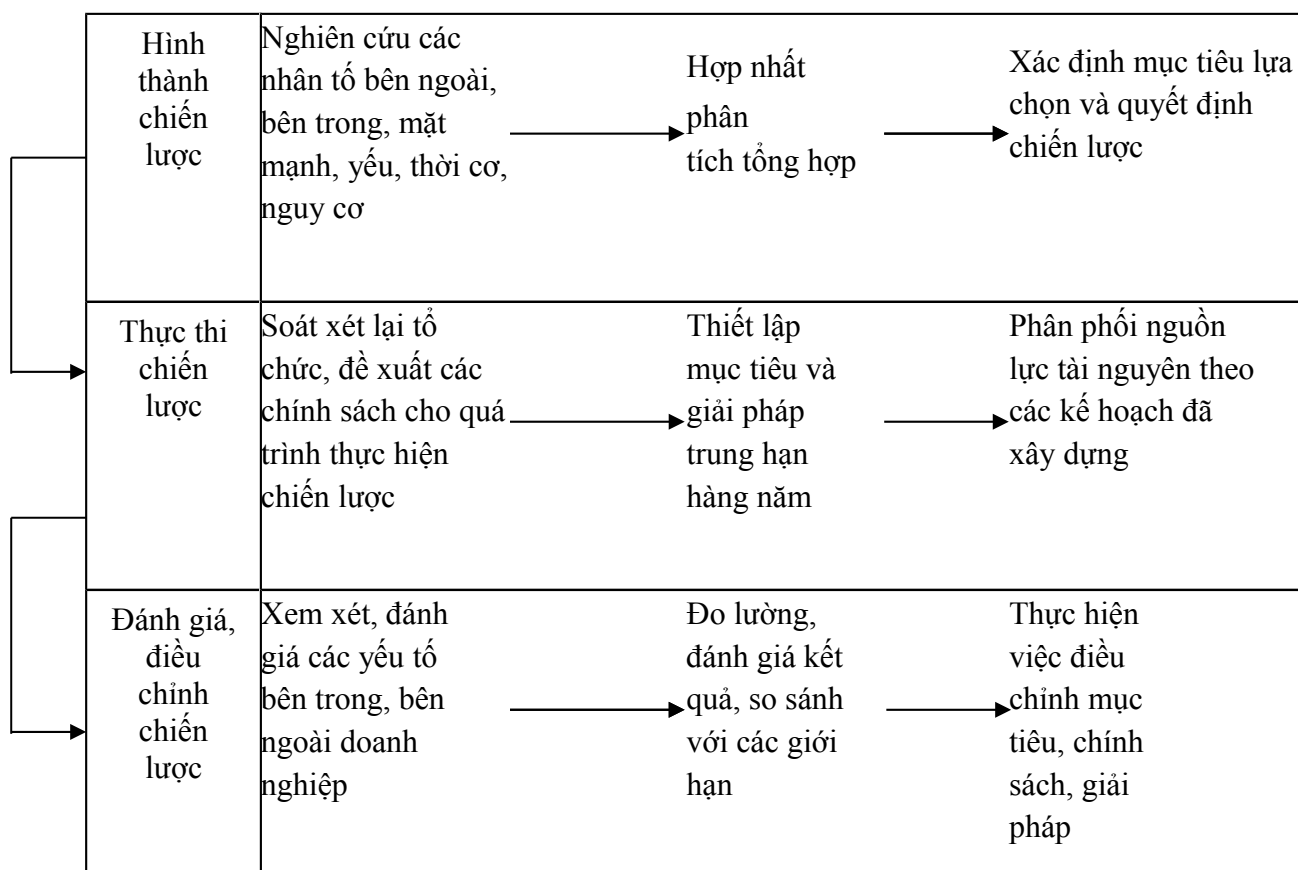 Hình
thành
chiến
lược
Nghiên cứu các
nhân tố bên ngoài,
bên trong, mặt
mạnh, yếu, thời cơ,
nguy cơ
Hợp nhất
phân
tích tổng hợp
Xác định mục tiêu lựa
chọn và quyết định
chiến lược
Thực thi
chiến
lược
Soát xét lại tổ
chức, đề xuất các
chính sách cho quá
trình thực hiện
chiến lược
Thiết lập
mục tiêu và
giải pháp
trung hạn
hàng năm
Phân phối nguồn
lực tài nguyên theo
các kế hoạch đã
xây dựng
Đánh giá,
điều
chỉnh
chiến
lược
Xem xét, đánh
giá các yếu tố
bên trong, bên
ngoài doanh
nghiệp
Đo lường,
đánh giá kết
quả, so sánh
với các giới
hạn
Thực hiện
việc điều
chỉnh mục
tiêu, chính
sách, giải
pháp